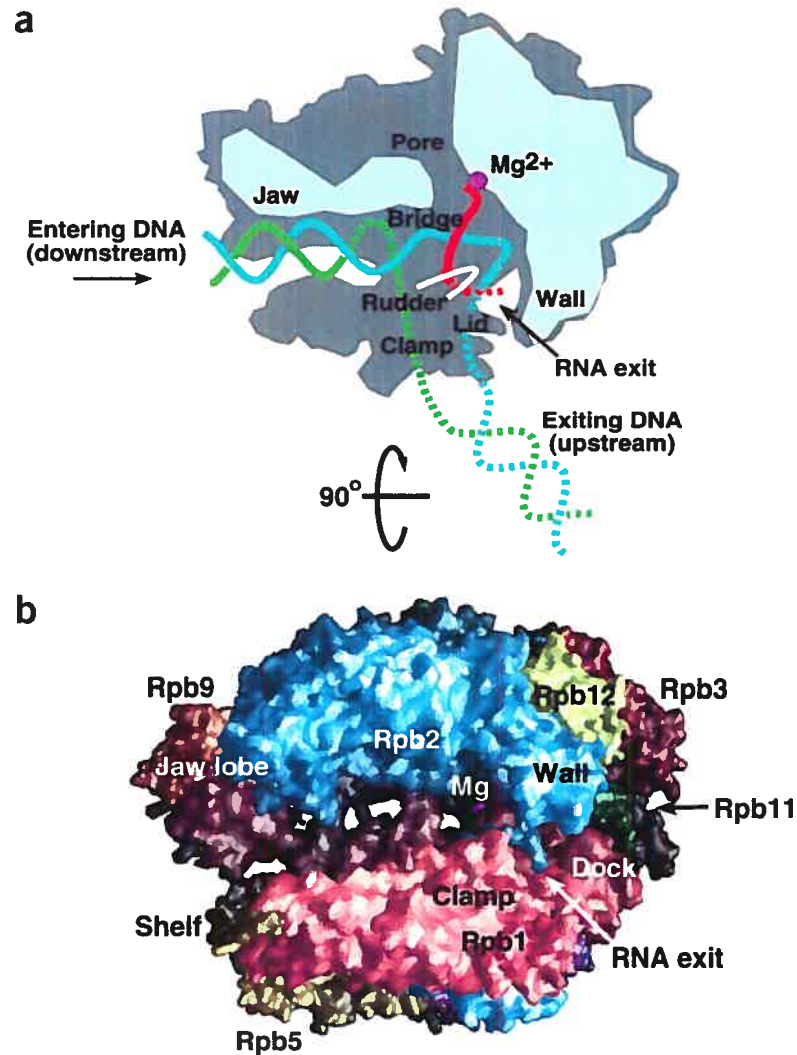 a
Pore
Mg2+
Jaw
Entering DNA
(downstream)
Bridge
Rudder
Wall
Lid
Clamp
RNA exit
Exiting DNA
(upstream)
90°
b
Rpb9
Rpb12
Rpb3
Rpb2
Jaw lobe
Wall
Mg
Rpb11
Dock
Clamp
Shelf
Rpb1
RNA exit
Rpb5